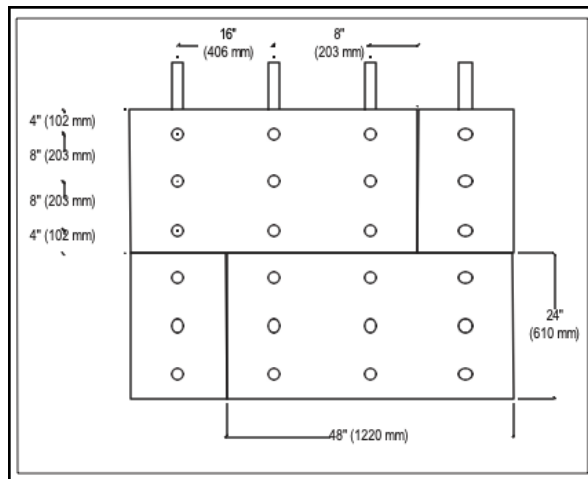 16"
(406 mm)
8"
(203 mm)
4" (102 mm)
8" (203 mm)
8" (203 mm)
4" (102 mm)
24"
(610 mm)
48" (1220 mm)